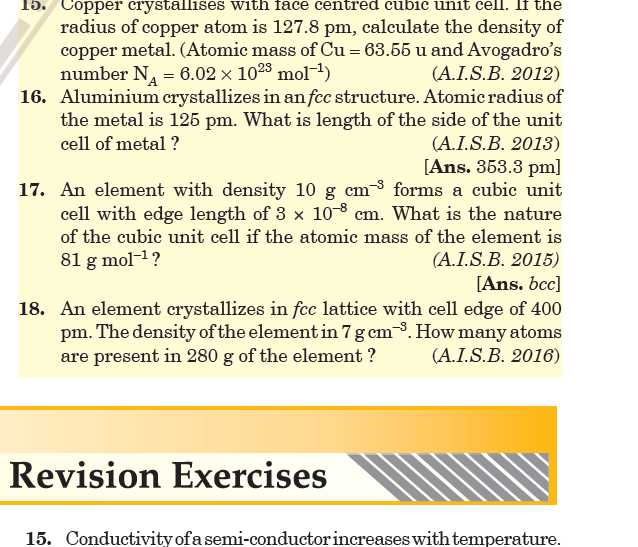 15. Copper crystallises with face centred cubic unit cell. If the
radius of copper atom is 127.8 pm, calculate the density of
copper metal. (Atomic mass of Cu = 63.55 u and Avogadro's
number N_A = 6.02 × 10²³ mol⁻¹) (A.I.S.B. 2012)
16. Aluminium crystallizes in an fcc structure. Atomic radius of
the metal is 125 pm. What is length of the side of the unit
cell of metal ? (A.I.S.B. 2013)
[Ans. 353.3 pm]
17. An element with density 10 g cm⁻³ forms a cubic unit
cell with edge length of 3 × 10⁻⁸ cm. What is the nature
of the cubic unit cell if the atomic mass of the element is
81 g mol⁻¹ ? (A.I.S.B. 2015)
[Ans. bcc]
18. An element crystallizes in fcc lattice with cell edge of 400
pm. The density of the element in 7 g cm⁻³. How many atoms
are present in 280 g of the element ? (A.I.S.B. 2016)
Revision Exercises
15. Conductivity of a semi-conductor increases with temperature.